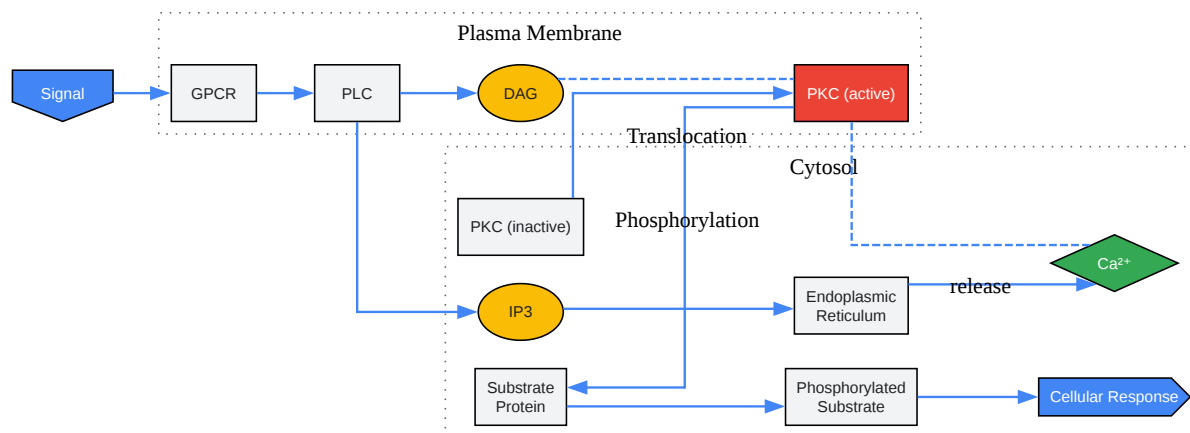 Plasma Membrane
Signal
GPCR
PLC
DAG
PKC (active)
Translocation
Cytosol
PKC (inactive)
Phosphorylation
Ca²⁺
IP3
Endoplasmic
Reticulum
release
Substrate
Protein
Phosphorylated
Substrate
Cellular Response